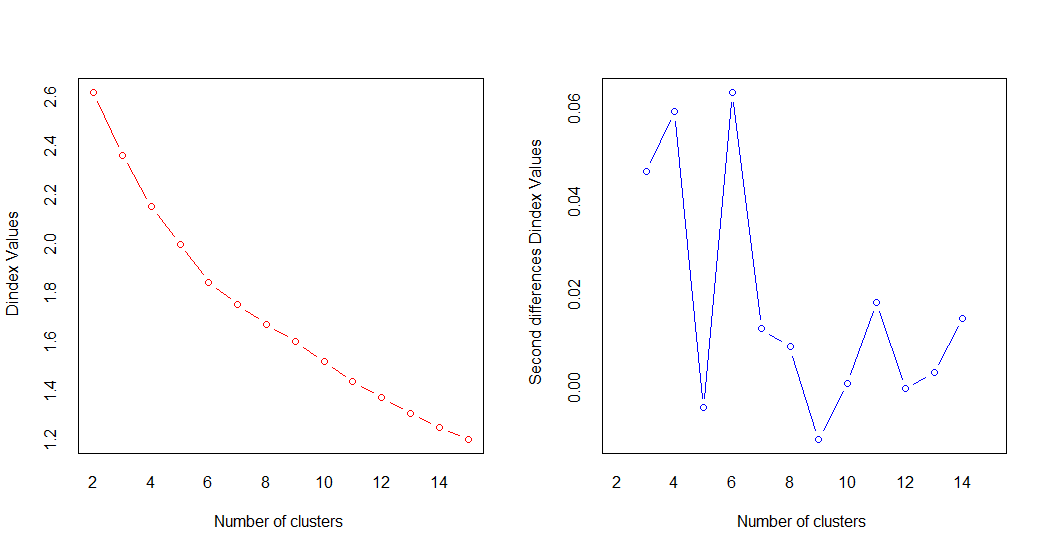 Dindex Values
2.6
2.4
2.2
2.0
1.8
1.6
1.4
1.2
2 4 6 8 10 12 14
Number of clusters
Second differences Dindex Values
0.06
0.04
0.02
0.00
2 4 6 8 10 12 14
Number of clusters